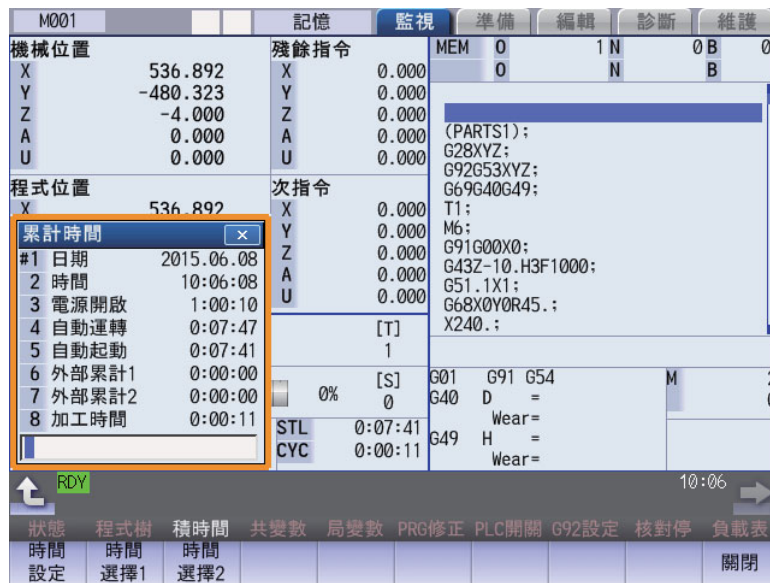 M001 記憶 監視 準備 編輯 診斷 維護
機械位置
X 536.892
Y -480.323
Z -4.000
A 0.000
U 0.000
殘餘指令
X 0.000
Y 0.000
Z 0.000
A 0.000
U 0.000
MEM O 1 N 0 B 0
O N B
(PARTS1);
G28XYZ;
G92G53XYZ;
G69G40G49;
T1;
M6;
G91G00X0;
G43Z-10.H3F1000;
G51.1X1;
G68X0Y0R45.;
X240.;
程式位置
X 536.892
次指令
X 0.000
Y 0.000
Z 0.000
A 0.000
U 0.000
累計時間 ×
#1 日期 2015.06.08
2 時間 10:06:08
3 電源開啟 1:00:10
4 自動運轉 0:07:47
5 自動起動 0:07:41
6 外部累計1 0:00:00
7 外部累計2 0:00:00
8 加工時間 0:00:11
[T]
1
0% [S]
0
STL 0:07:41
CYC 0:00:11
G01 G91 G54 M
G40 D =
Wear=
G49 H =
Wear=
RDY 10:06
狀態 程式樹 積時間 共變數 局變數 PRG修正 PLC開關 G92設定 核對停 負載表
時間
設定
時間
選擇1
時間
選擇2
關閉